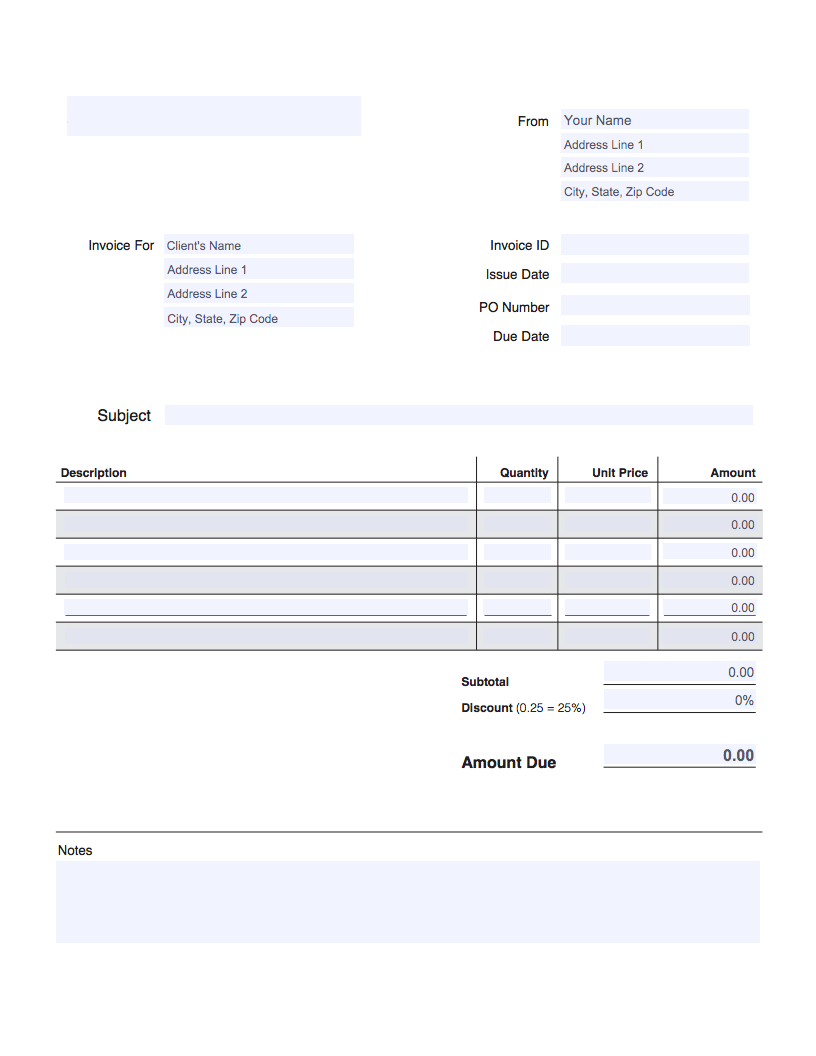 From Your Name
Address Line 1
Address Line 2
City, State, Zip Code
Invoice For Client's Name
Address Line 1
Address Line 2
City, State, Zip Code
Invoice ID
Issue Date
PO Number
Due Date
Subject
Description Quantity Unit Price Amount
0.00
0.00
0.00
0.00
0.00
0.00
Subtotal 0.00
Discount (0.25 = 25%) 0%
Amount Due 0.00
Notes